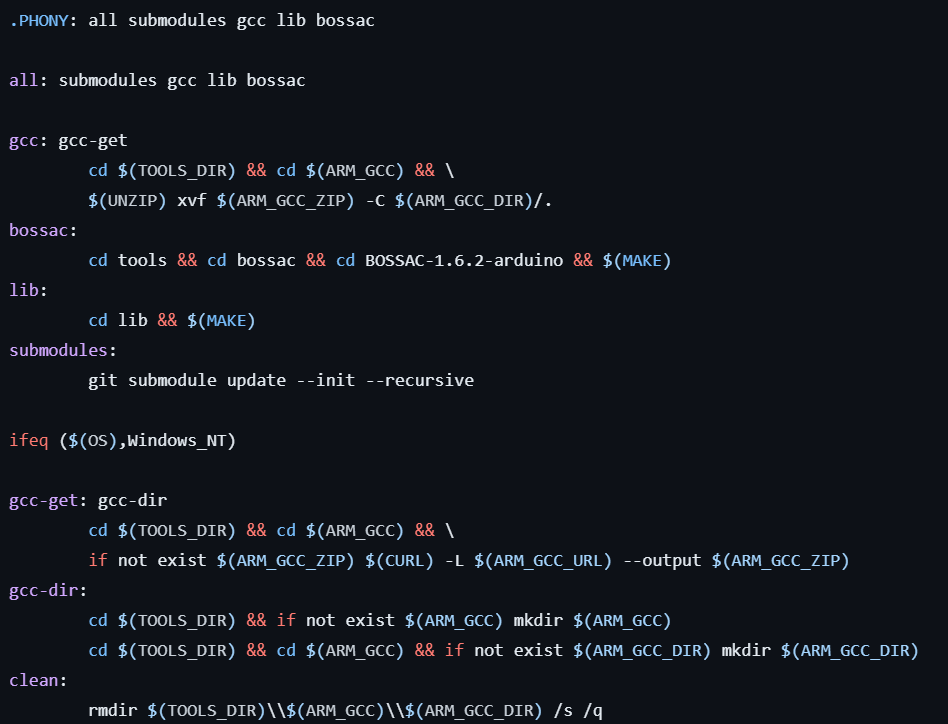 .PHONY: all submodules gcc lib bossac
all: submodules gcc lib bossac
gcc: gcc-get
cd $(TOOLS_DIR) && cd $(ARM_GCC) && \
$(UNZIP) xvf $(ARM_GCC_ZIP) -C $(ARM_GCC_DIR)/.
bossac:
cd tools && cd bossac && cd BOSSAC-1.6.2-arduino && $(MAKE)
lib:
cd lib && $(MAKE)
submodules:
git submodule update --init --recursive
ifeq ($(OS),Windows_NT)
gcc-get: gcc-dir
cd $(TOOLS_DIR) && cd $(ARM_GCC) && \
if not exist $(ARM_GCC_ZIP) $(CURL) -L $(ARM_GCC_URL) --output $(ARM_GCC_ZIP)
gcc-dir:
cd $(TOOLS_DIR) && if not exist $(ARM_GCC) mkdir $(ARM_GCC)
cd $(TOOLS_DIR) && cd $(ARM_GCC) && if not exist $(ARM_GCC_DIR) mkdir $(ARM_GCC_DIR)
clean:
rmdir $(TOOLS_DIR)\\$(ARM_GCC)\\$(ARM_GCC_DIR) /s /q